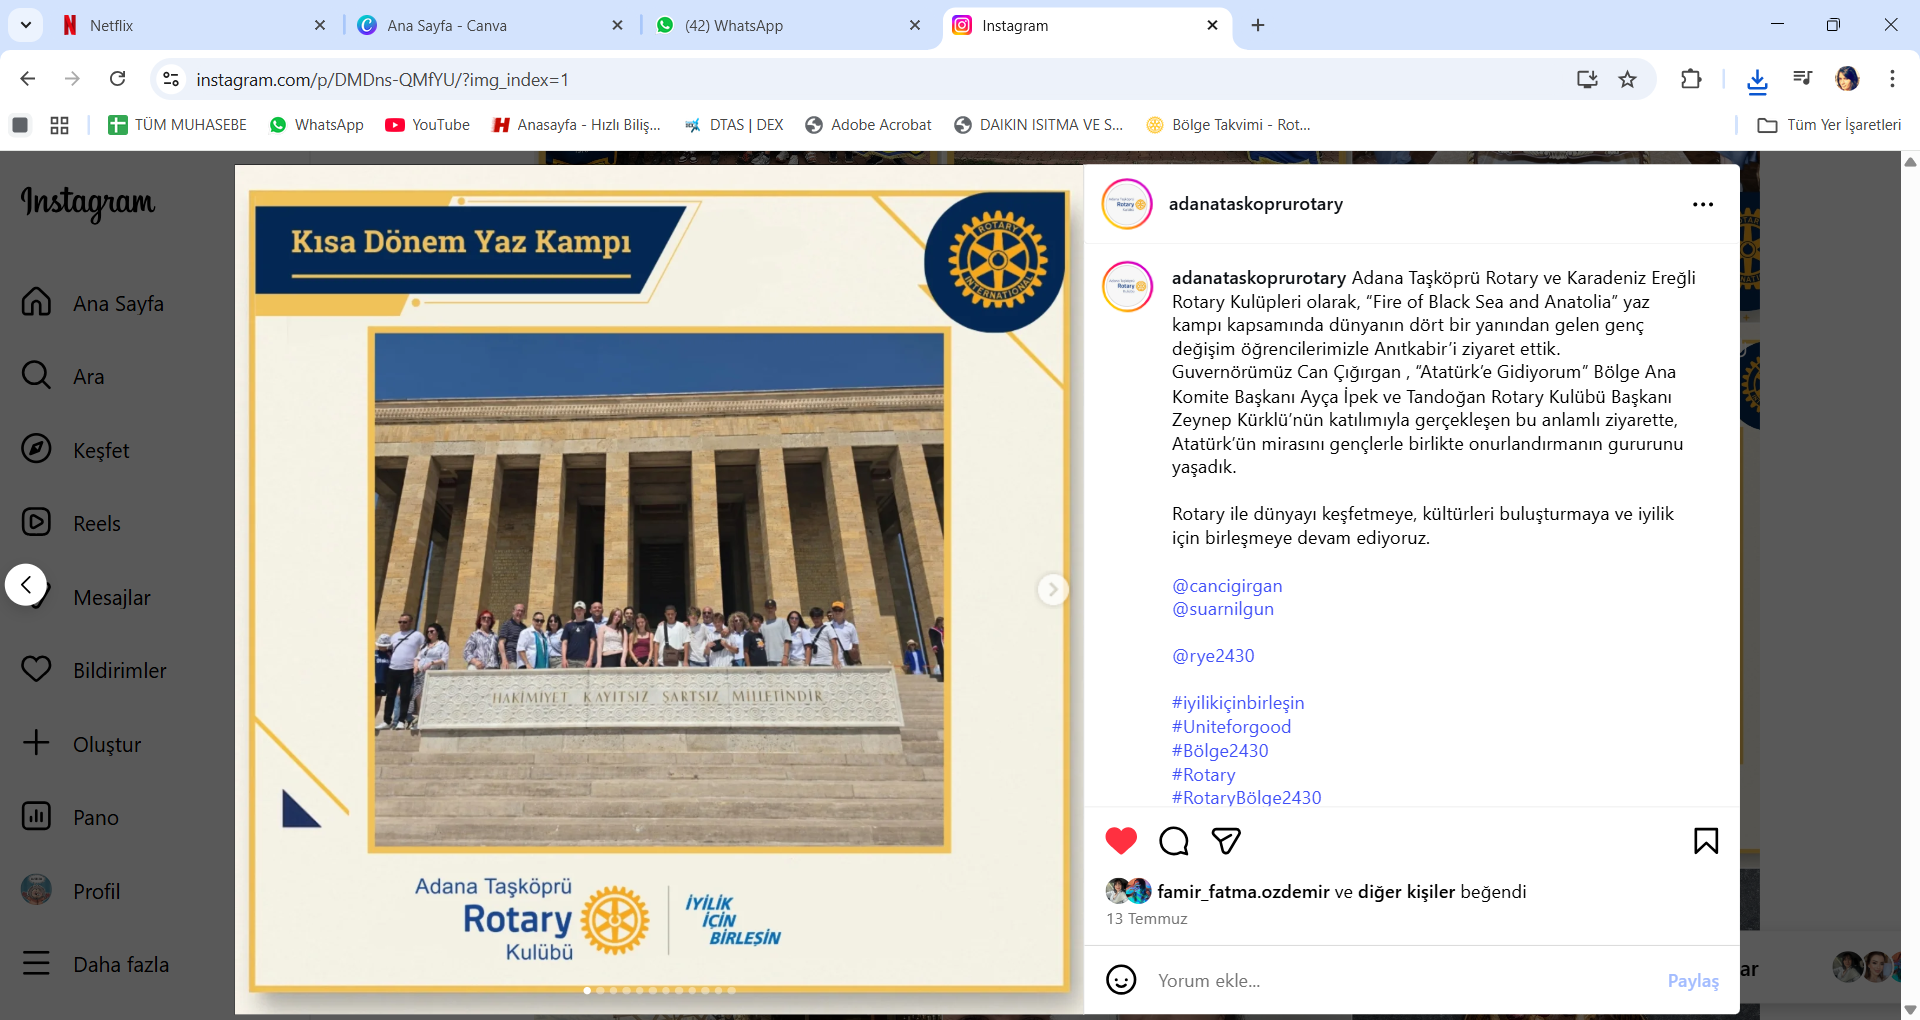 Netflix
Ana Sayfa - Canva
(42) WhatsApp
Instagram
instagram.com/p/DMDns-QMfYU/?img_index=1
TÜM MUHASEBE
WhatsApp
YouTube
Anasayfa - Hızlı Biliş...
DTAS | DEX
Adobe Acrobat
DAIKIN ISITMA VE S...
Bölge Takvimi - Rot...
Tüm Yer İşaretleri
Instagram
Ana Sayfa
Ara
Keşfet
Reels
Mesajlar
Bildirimler
Oluştur
Pano
Profil
Daha fazla
Kısa Dönem Yaz Kampı
ROTARY
INTERNATIONAL
HAKİMİYET KAYITSIZ ŞARTSIZ MİLLETİNDİR
Adana Taşköprü
Rotary
Kulübü
İYİLİK
İÇİN
BİRLEŞİN
adanataskoprurotary
adanataskoprurotary Adana Taşköprü Rotary ve Karadeniz Ereğli
Rotary Kulüpleri olarak, “Fire of Black Sea and Anatolia” yaz
kampı kapsamında dünyanın dört bir yanından gelen genç
değişim öğrencilerimizle Anıtkabir’i ziyaret ettik.
Guvernörümüz Can Çığırgan , “Atatürk’e Gidiyorum” Bölge Ana
Komite Başkanı Ayça İpek ve Tandoğan Rotary Kulübü Başkanı
Zeynep Kürklü’nün katılımıyla gerçekleşen bu anlamlı ziyarette,
Atatürk’ün mirasını gençlerle birlikte onurlandırmanın gururunu
yaşadık.
Rotary ile dünyayı keşfetmeye, kültürleri buluşturmaya ve iyilik
için birleşmeye devam ediyoruz.
@cancigirgan
@suarnilgun
@rye2430
#iyilikiçinbirleşin
#Uniteforgood
#Bölge2430
#Rotary
#RotaryBölge2430
famir_fatma.ozdemir ve diğer kişiler beğendi
13 Temmuz
Yorum ekle...
Paylaş
ar